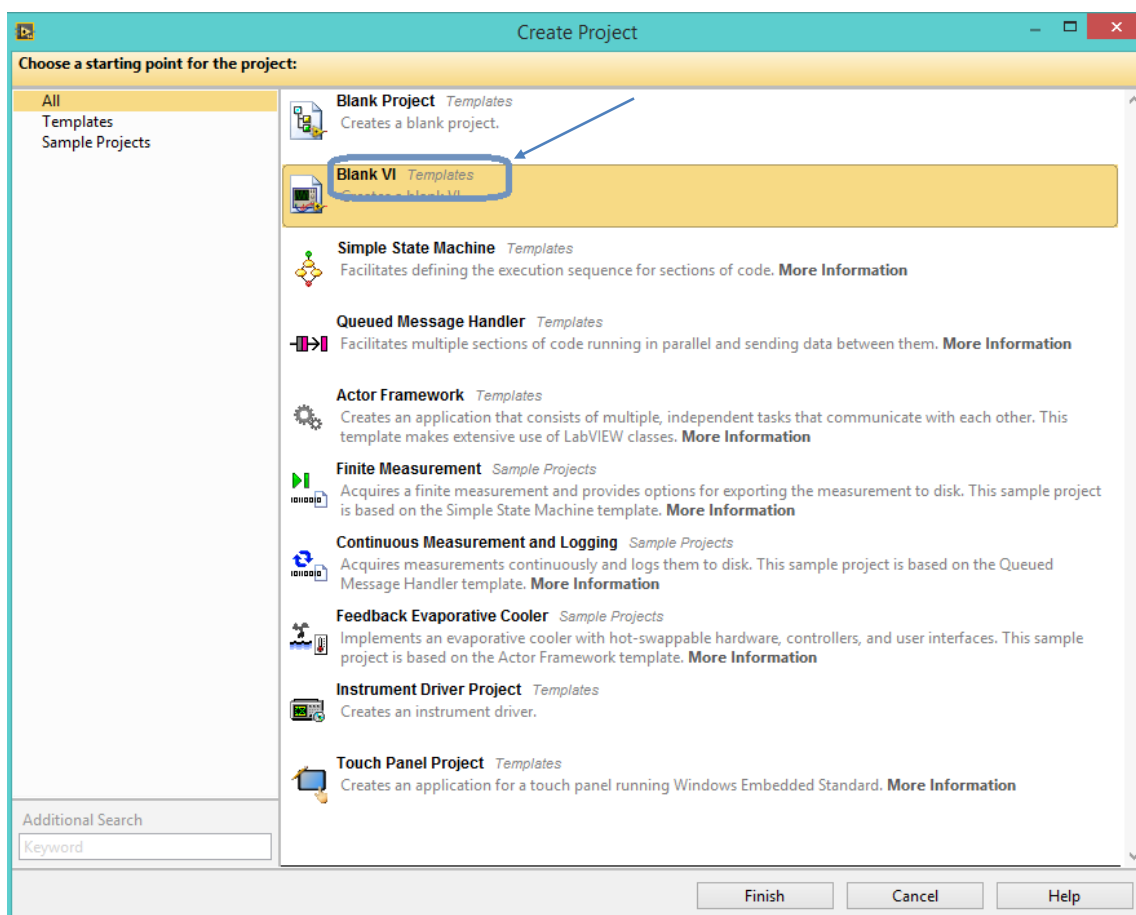 Create Project
Choose a starting point for the project:
All
Templates
Sample Projects
Blank Project Templates
Creates a blank project.
Blank VI Templates
Creates a blank VI
Simple State Machine Templates
Facilitates defining the execution sequence for sections of code. More Information
Queued Message Handler Templates
Facilitates multiple sections of code running in parallel and sending data between them. More Information
Actor Framework Templates
Creates an application that consists of multiple, independent tasks that communicate with each other. This
template makes extensive use of LabVIEW classes. More Information
Finite Measurement Sample Projects
Acquires a finite measurement and provides options for exporting the measurement to disk. This sample project
is based on the Simple State Machine template. More Information
Continuous Measurement and Logging Sample Projects
Acquires measurements continuously and logs them to disk. This sample project is based on the Queued
Message Handler template. More Information
Feedback Evaporative Cooler Sample Projects
Implements an evaporative cooler with hot-swappable hardware, controllers, and user interfaces. This sample
project is based on the Actor Framework template. More Information
Instrument Driver Project Templates
Creates an instrument driver.
Touch Panel Project Templates
Creates an application for a touch panel running Windows Embedded Standard. More Information
Additional Search
Keyword
Finish
Cancel
Help